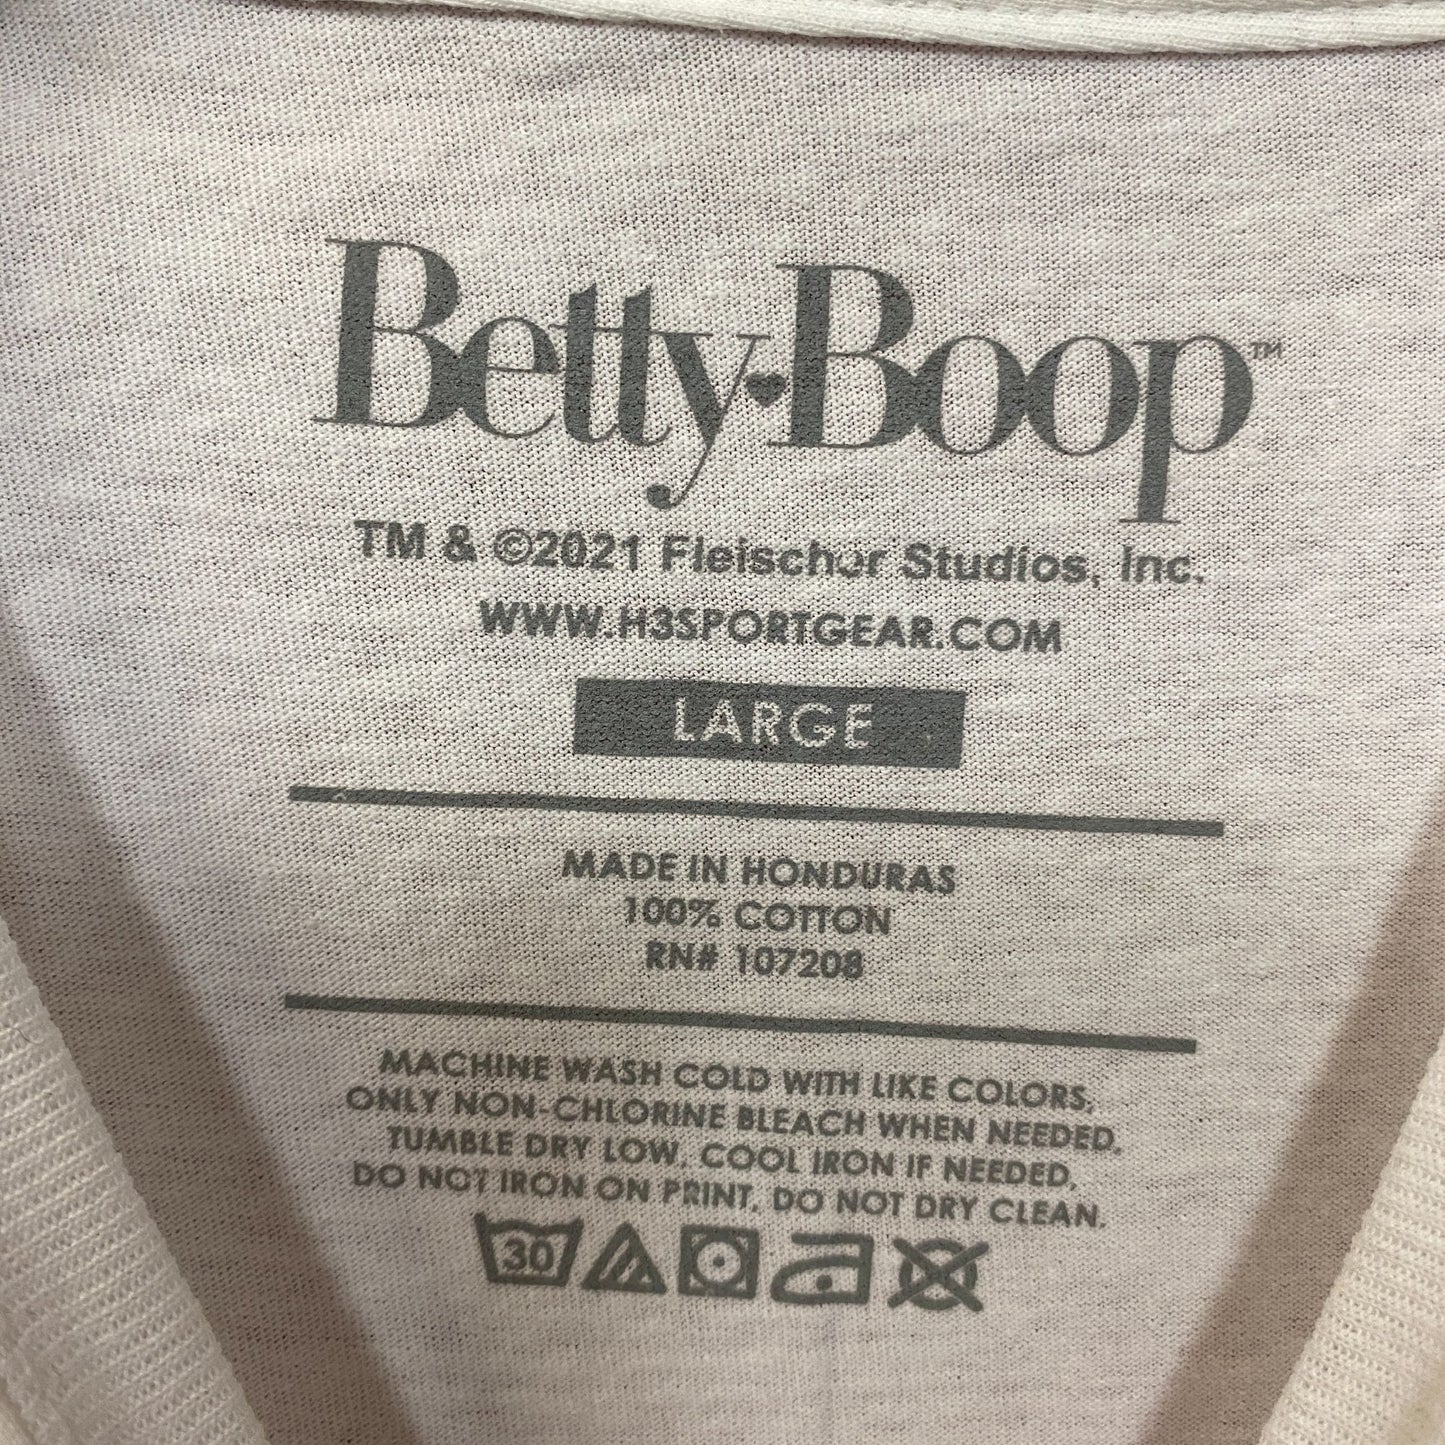 Betty Boop™
TM & ©2021 Fleischer Studios, Inc.
WWW.H3SPORTGEAR.COM
LARGE
MADE IN HONDURAS
100% COTTON
RN# 107208
MACHINE WASH COLD WITH LIKE COLORS,
ONLY NON-CHLORINE BLEACH WHEN NEEDED,
TUMBLE DRY LOW, COOL IRON IF NEEDED,
DO NOT IRON ON PRINT, DO NOT DRY CLEAN.
30